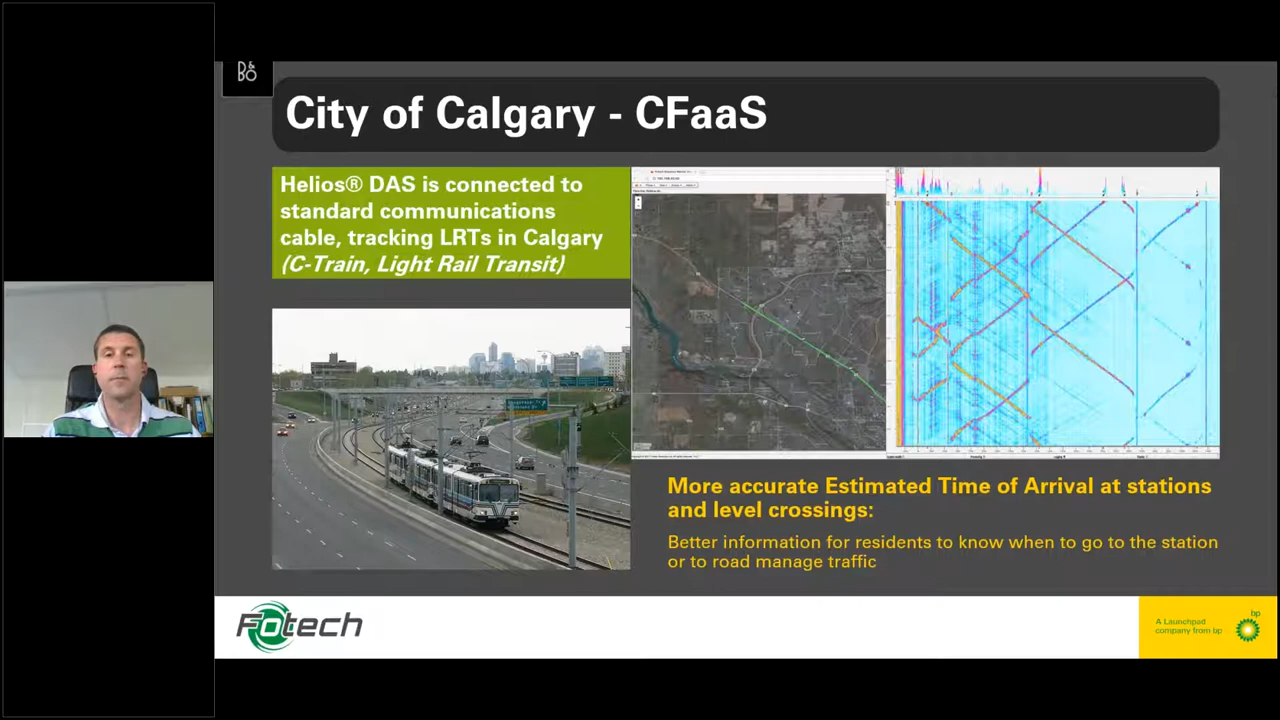 D&
BO
City of Calgary - CFaaS
Helios® DAS is connected to
standard communications
cable, tracking LRTs in Calgary
(C-Train, Light Rail Transit)
More accurate Estimated Time of Arrival at stations
and level crossings:
Better information for residents to know when to go to the station
or to road manage traffic
Fotech
A Launchpad
company from bp
bp